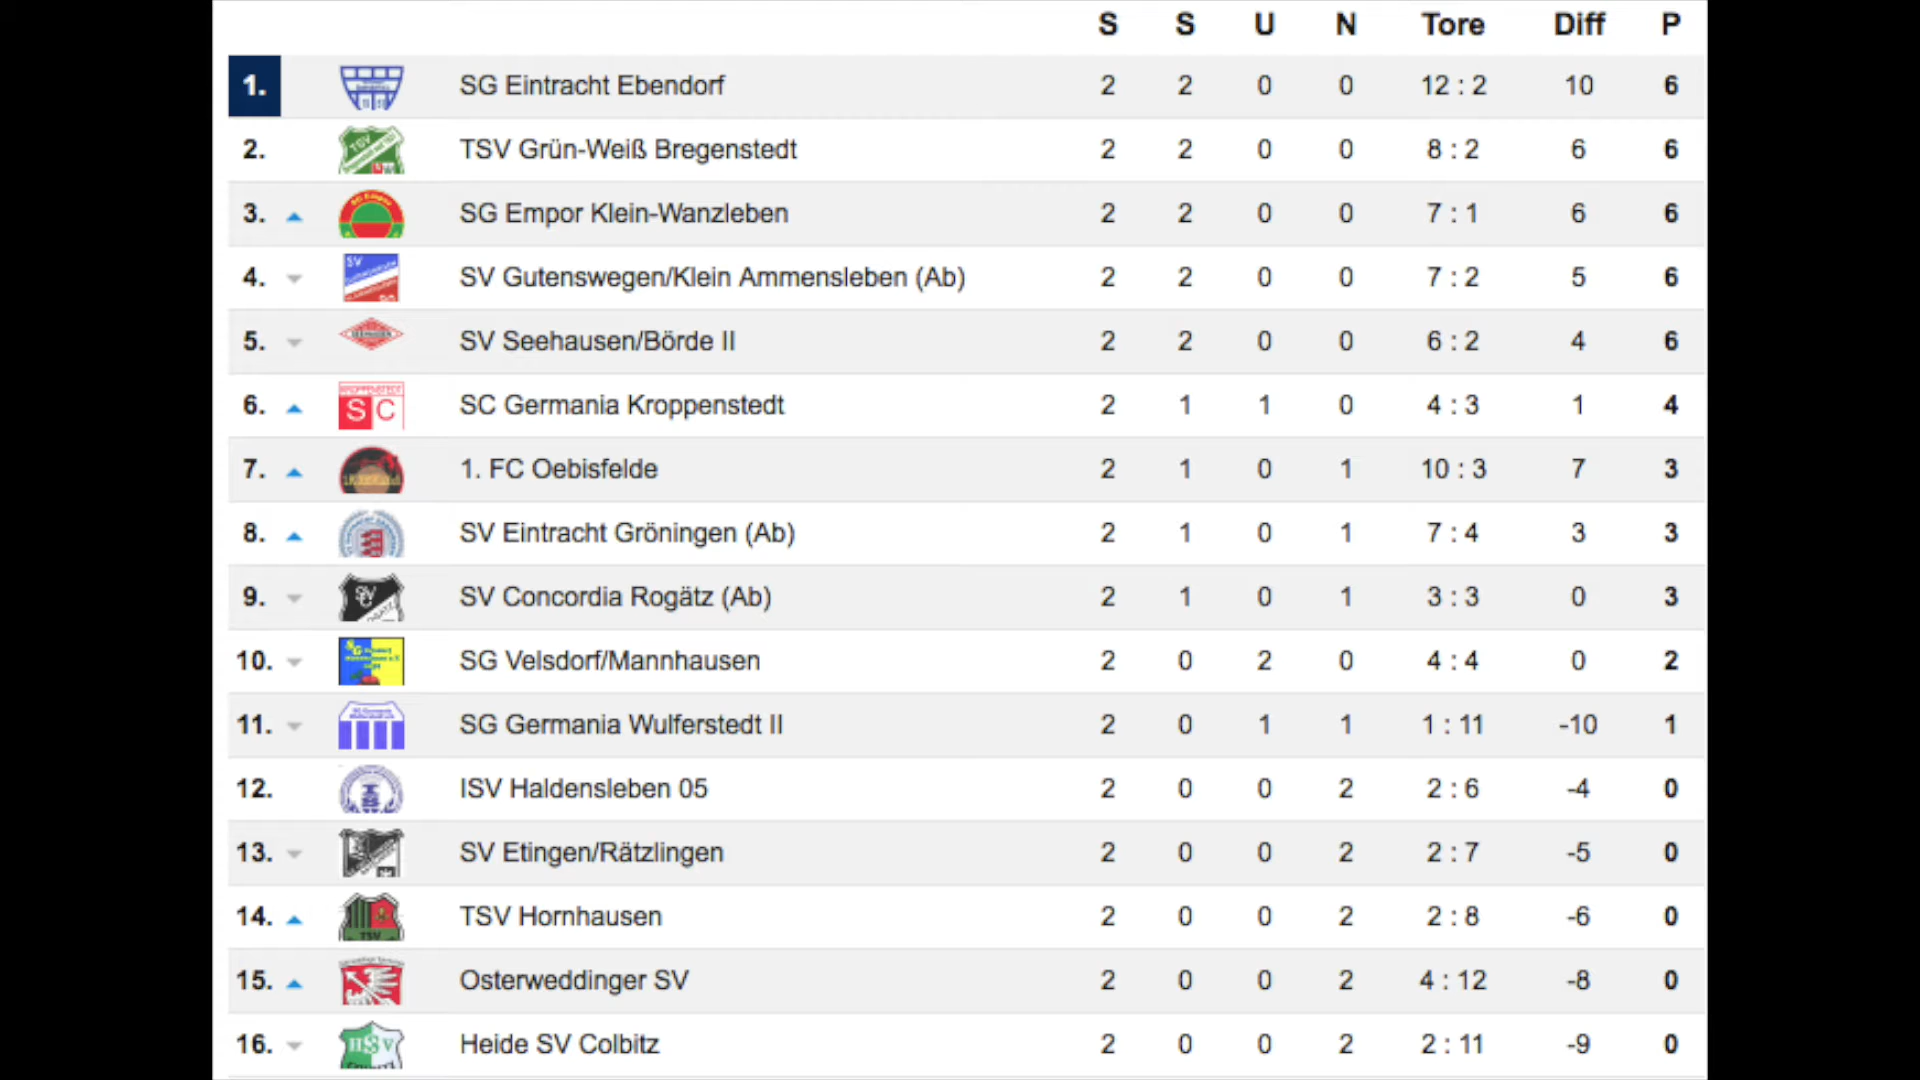 S S U N Tore Diff P
1. SG Eintracht Ebendorf 2 2 0 0 12 : 2 10 6
2. TSV Grün-Weiß Bregenstedt 2 2 0 0 8 : 2 6 6
3. SG Empor Klein-Wanzleben 2 2 0 0 7 : 1 6 6
4. SV Gutenswegen/Klein Ammensleben (Ab) 2 2 0 0 7 : 2 5 6
5. SV Seehausen/Börde II 2 2 0 0 6 : 2 4 6
6. SC SC Germania Kroppenstedt 2 1 1 0 4 : 3 1 4
7. 1. FC Oebisfelde 2 1 0 1 10 : 3 7 3
8. SV Eintracht Gröningen (Ab) 2 1 0 1 7 : 4 3 3
9. SV Concordia Rogätz (Ab) 2 1 0 1 3 : 3 0 3
10. SG Velsdorf/Mannhausen 2 0 2 0 4 : 4 0 2
11. SG Germania Wulferstedt II 2 0 1 1 1 : 11 -10 1
12. ISV Haldensleben 05 2 0 0 2 2 : 6 -4 0
13. SV Etingen/Rätzlingen 2 0 0 2 2 : 7 -5 0
14. TSV TSV Hornhausen 2 0 0 2 2 : 8 -6 0
15. Osterweddinger SV 2 0 0 2 4 : 12 -8 0
16. HSV Heide SV Colbitz 2 0 0 2 2 : 11 -9 0